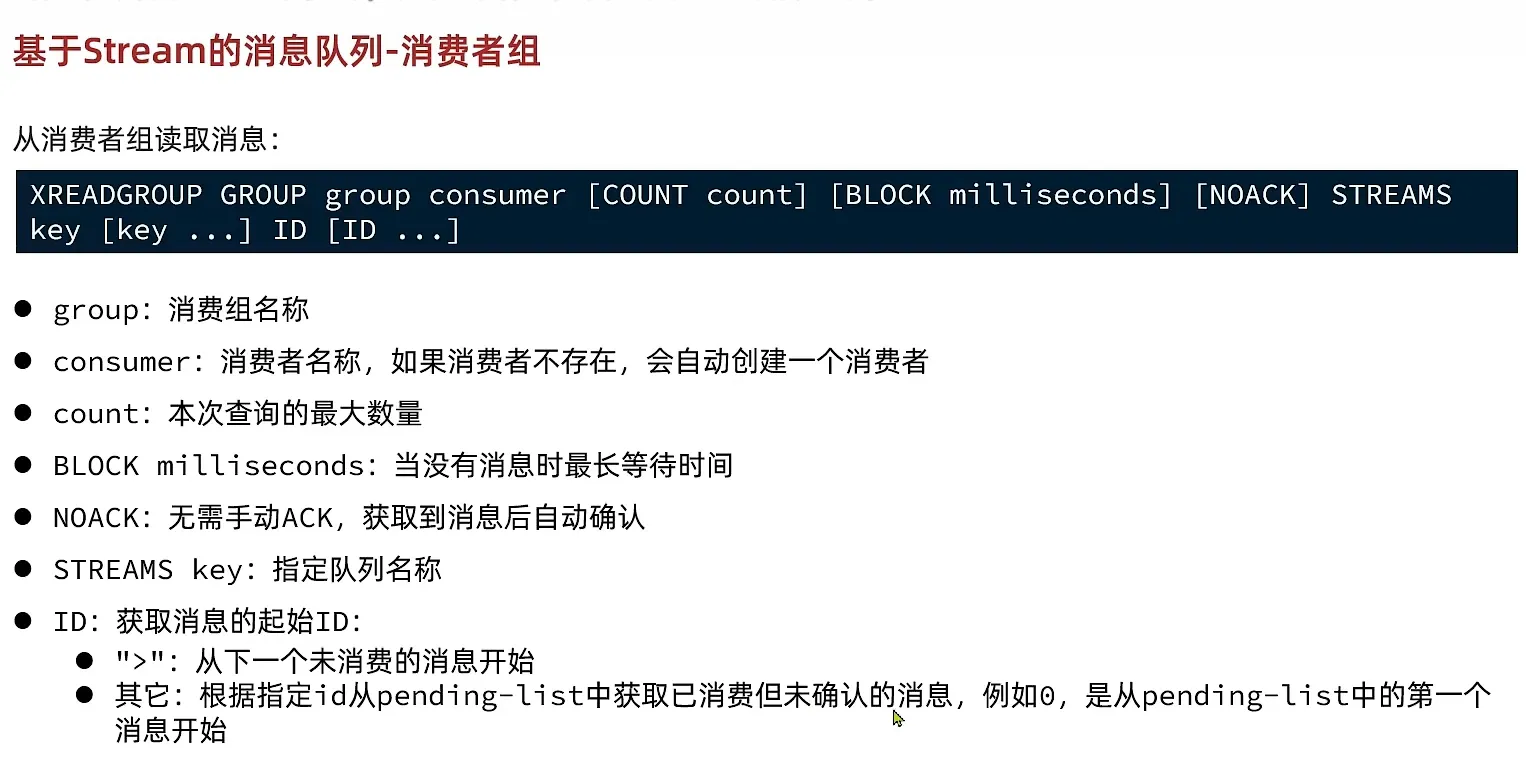 基于Stream的消息队列-消费者组
从消费者组读取消息：
XREADGROUP GROUP group consumer [COUNT count] [BLOCK milliseconds] [NOACK] STREAMS
key [key ...] ID [ID ...]
● group：消费组名称
● consumer：消费者名称，如果消费者不存在，会自动创建一个消费者
● count：本次查询的最大数量
● BLOCK milliseconds：当没有消息时最长等待时间
● NOACK：无需手动ACK，获取到消息后自动确认
● STREAMS key：指定队列名称
● ID：获取消息的起始ID：
● ">"：从下一个未消费的消息开始
● 其它：根据指定id从pending-list中获取已消费但未确认的消息，例如0，是从pending-list中的第一个
消息开始